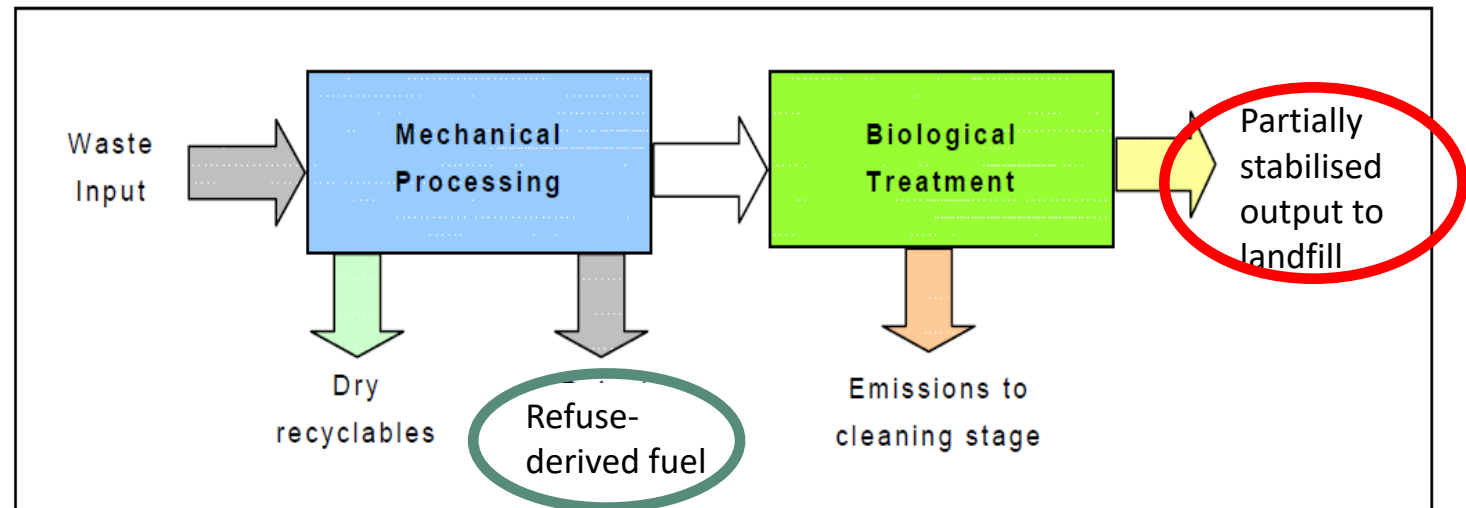 Waste
Input
Mechanical
Processing
Biological
Treatment
Partially
stabilised
output to
landfill
Dry
recyclables
Refuse-
derived fuel
Emissions to
cleaning stage